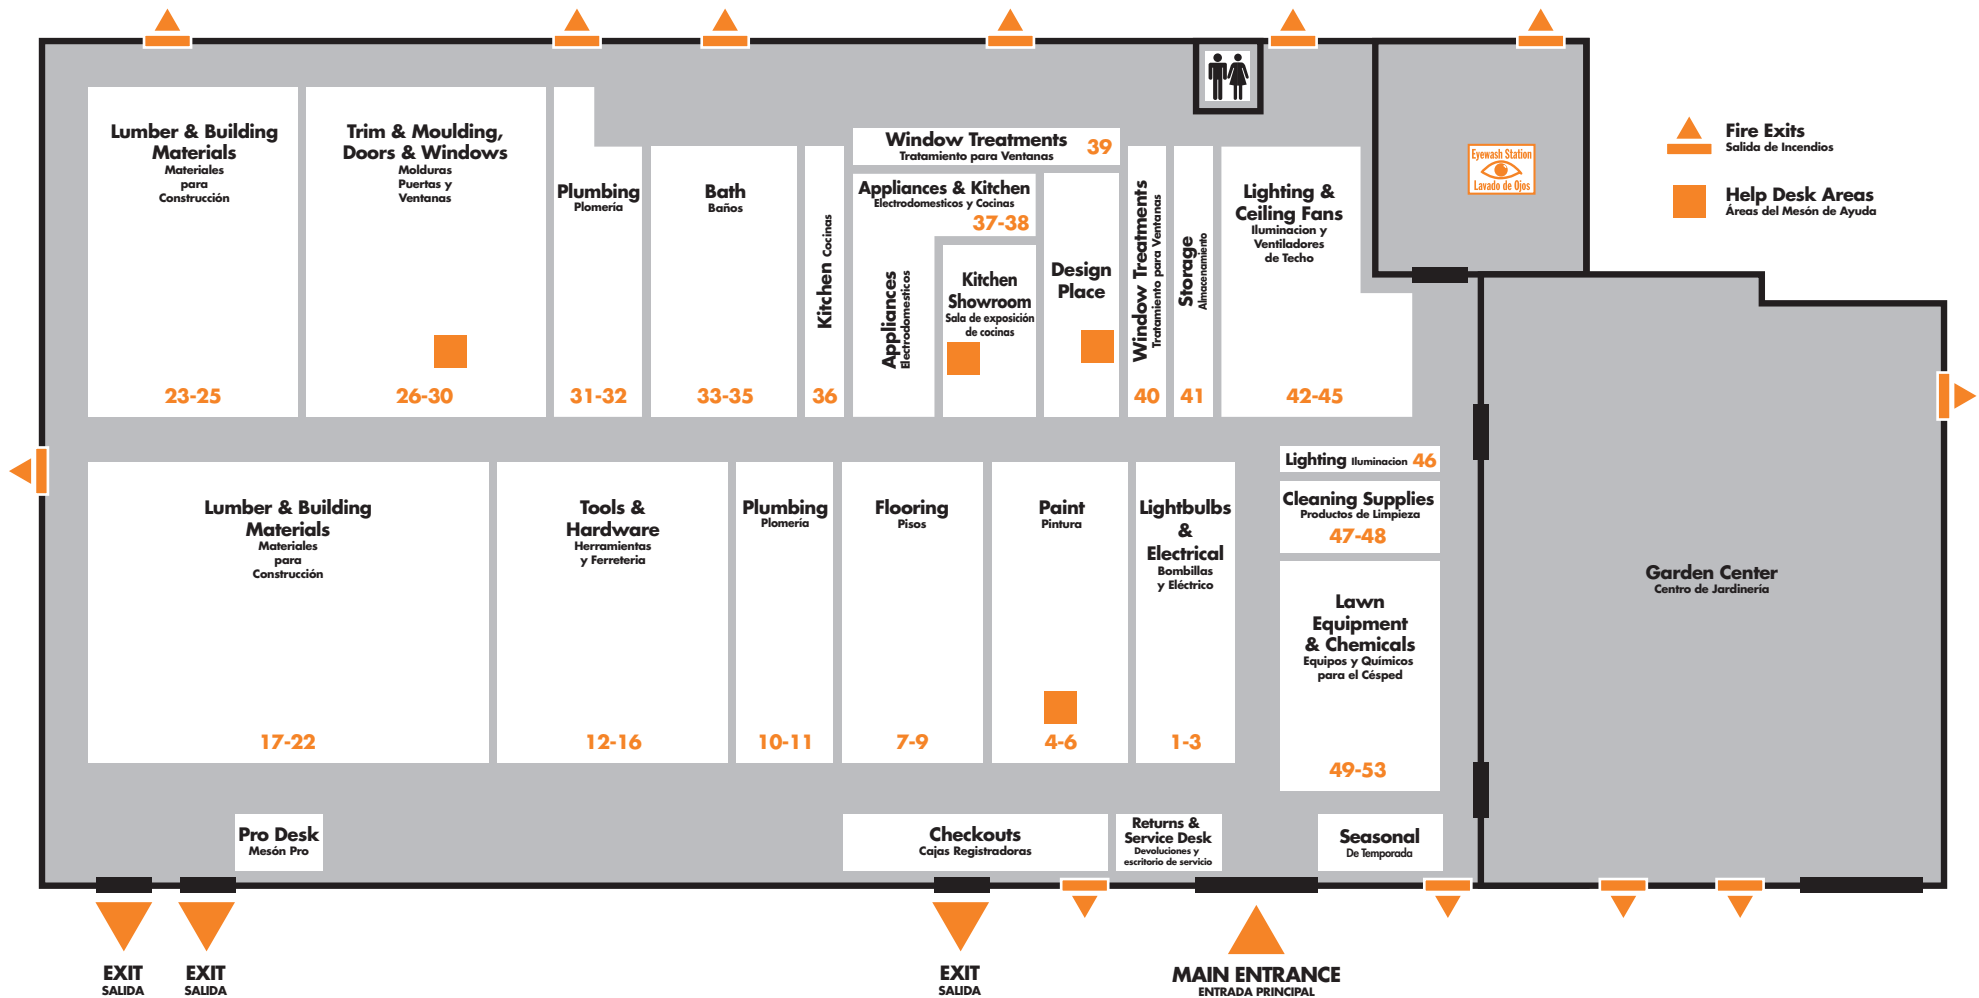 Lumber & Building
Materials
Materiales
para
Construcción
23-25
Trim & Moulding,
Doors & Windows
Molduras
Puertas y
Ventanas
26-30
Plumbing
Plomería
31-32
Bath
Baños
33-35
Kitchen Cocinas
36
Window Treatments
Tratamiento para Ventanas
39
Appliances & Kitchen
Electrodomesticos y Cocinas
37-38
Appliances
Electrodomesticos
Kitchen
Showroom
Sala de exposición
de cocinas
Design
Place
Window Treatments
Tratamiento para Ventanas
40
Storage
Almacenamiento
41
Lighting &
Ceiling Fans
Iluminacion y
Ventiladores
de Techo
42-45
Eyewash Station
Lavado de Ojos
Fire Exits
Salida de Incendios
Help Desk Areas
Áreas del Mesón de Ayuda
Lumber & Building
Materials
Materiales
para
Construcción
17-22
Tools &
Hardware
Herramientas
y Ferreteria
12-16
Plumbing
Plomería
10-11
Flooring
Pisos
7-9
Paint
Pintura
4-6
Lightbulbs
&
Electrical
Bombillas
y Eléctrico
1-3
Lighting Iluminacion 46
Cleaning Supplies
Productos de Limpieza
47-48
Lawn
Equipment
& Chemicals
Equipos y Químicos
para el Césped
49-53
Garden Center
Centro de Jardinería
Pro Desk
Mesón Pro
Checkouts
Cajas Registradoras
Returns &
Service Desk
Devoluciones y
escritorio de servicio
Seasonal
De Temporada
EXIT
SALIDA
EXIT
SALIDA
EXIT
SALIDA
MAIN ENTRANCE
ENTRADA PRINCIPAL